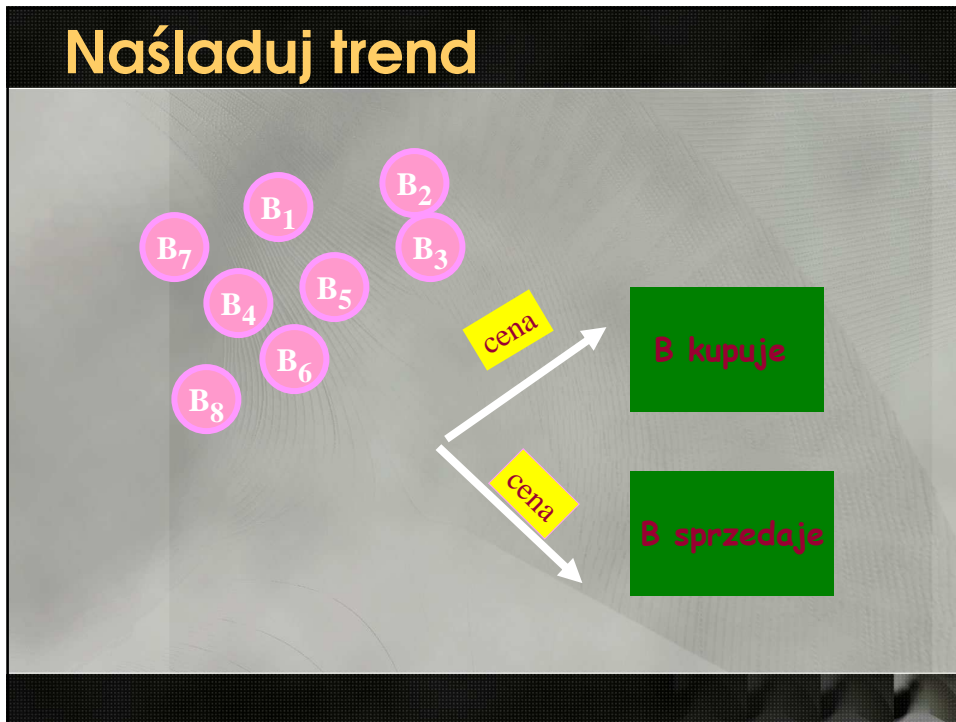 Naśladuj trend
B2
B1
B3
B7
B5
B4
B6
B8
cena
B kupuje
cena
B sprzedaje